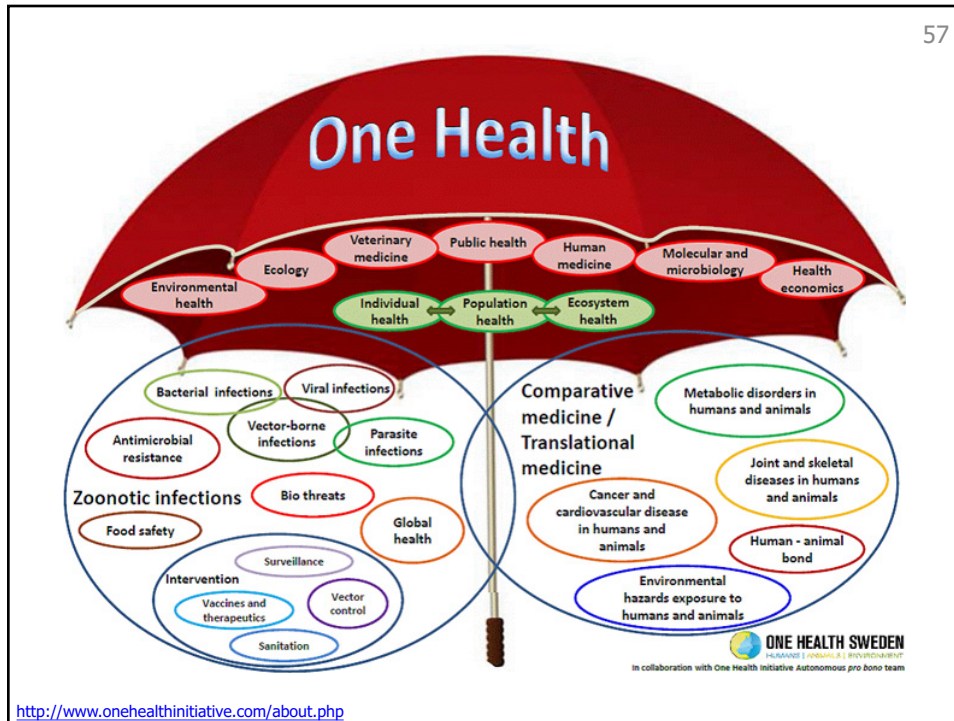 57
One Health
Environmental
health
Ecology
Veterinary
medicine
Public health
Human
medicine
Molecular and
microbiology
Health
economics
Individual
health
Population
health
Ecosystem
health
Bacterial infections
Viral infections
Vector-borne
infections
Antimicrobial
resistance
Parasite
infections
Zoonotic infections
Bio threats
Food safety
Global
health
Intervention
Surveillance
Vaccines and
therapeutics
Vector
control
Sanitation
Comparative
medicine /
Translational
medicine
Metabolic disorders in
humans and animals
Joint and skeletal
diseases in humans
and animals
Cancer and
cardiovascular disease
in humans and
animals
Human - animal
bond
Environmental
hazards exposure to
humans and animals
ONE HEALTH SWEDEN
HUMANS | ANIMALS | ENVIRONMENT
In collaboration with One Health Initiative Autonomous pro bono team
http://www.onehealthinitiative.com/about.php